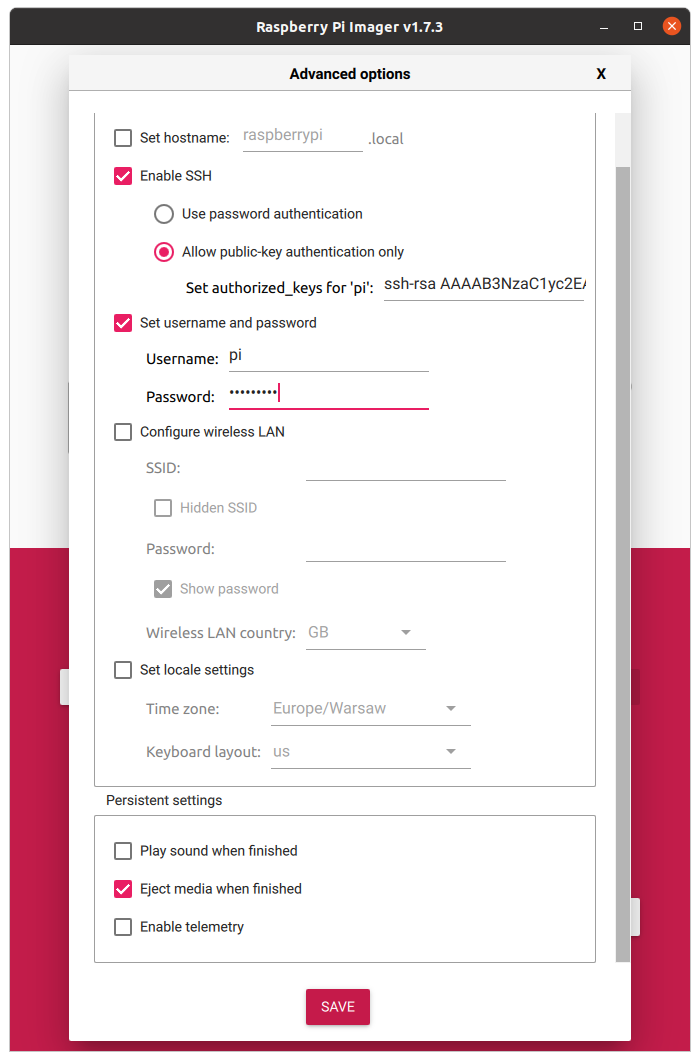 Raspberry Pi Imager v1.7.3
Advanced options X
Set hostname: raspberrypi .local
Enable SSH
Use password authentication
Allow public-key authentication only
Set authorized_keys for 'pi': ssh-rsa AAAAB3NzaC1yc2EA
Set username and password
Username: pi
Password: •••••••••
Configure wireless LAN
SSID:
Hidden SSID
Password:
Show password
Wireless LAN country: GB
Set locale settings
Time zone: Europe/Warsaw
Keyboard layout: us
Persistent settings
Play sound when finished
Eject media when finished
Enable telemetry
SAVE